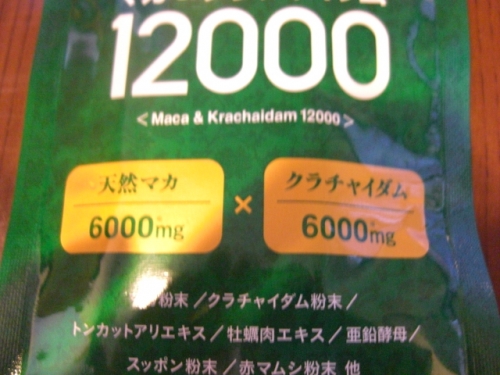 12000
< Maca & Krachaidam 12000 >
天然マカ
6000mg
×
クラチャイダム
6000mg
粉末/クラチャイダム粉末/
トンカットアリエキス/牡蠣肉エキス/亜鉛酵母/
スッポン粉末/赤マムシ粉末 他